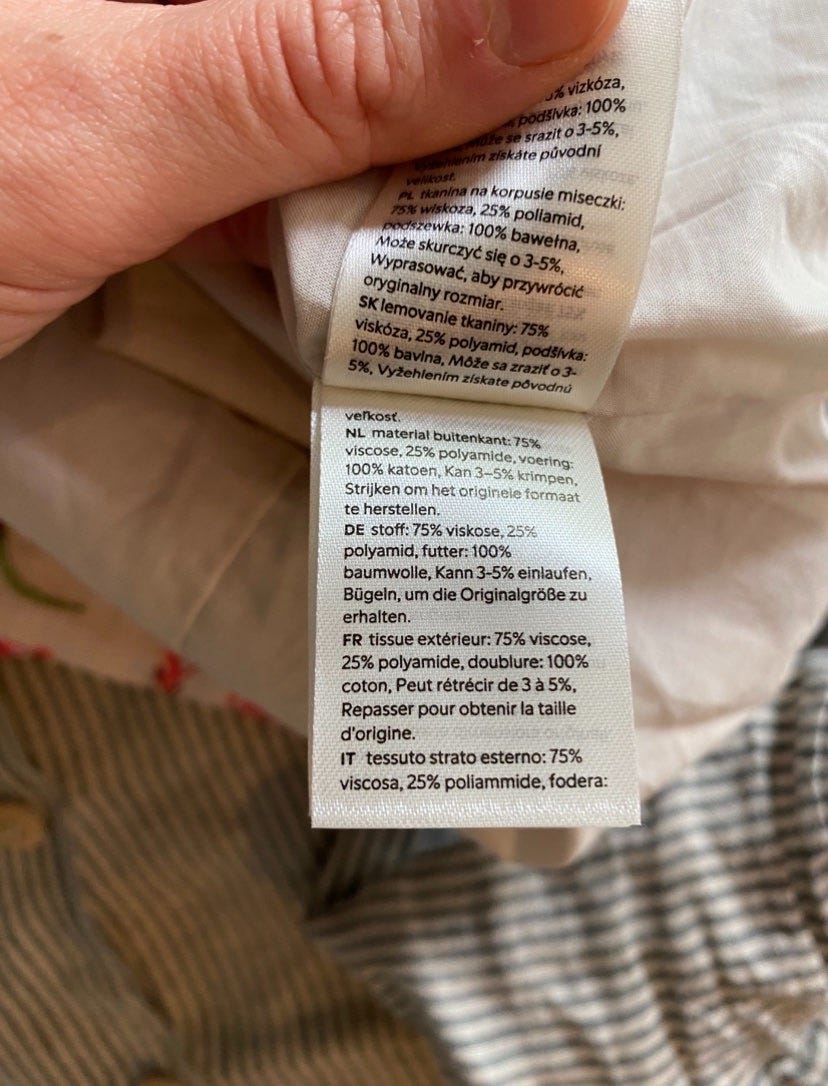 % vizkóza,
podšívka: 100%
může se srazit o 3-5%,
Vyžehlením získáte původní
velikost.
PL tkanina na korpusie miseczki:
75% wiskoza, 25% poliamid,
podszewka: 100% bawełna,
Może skurczyć się o 3-5%,
Wyprasować, aby przywrócić
oryginalny rozmiar.
SK lemovanie tkaniny: 75%
viskóza, 25% polyamid, podšívka:
100% bavlna, Môže sa zraziť o 3-
5%, Vyžehlením získate pôvodnú
veľkosť.
NL material buitenkant: 75%
viscose, 25% polyamide, voering:
100% katoen, Kan 3-5% krimpen,
Strijken om het originele formaat
te herstellen.
DE stoff: 75% viskose, 25%
polyamid, futter: 100%
baumwolle, Kann 3-5% einlaufen,
Bügeln, um die Originalgröße zu
erhalten.
FR tissue extérieur: 75% viscose,
25% polyamide, doublure: 100%
coton, Peut rétrécir de 3 à 5%,
Repasser pour obtenir la taille
d'origine.
IT tessuto strato esterno: 75%
viscosa, 25% poliammide, fodera: